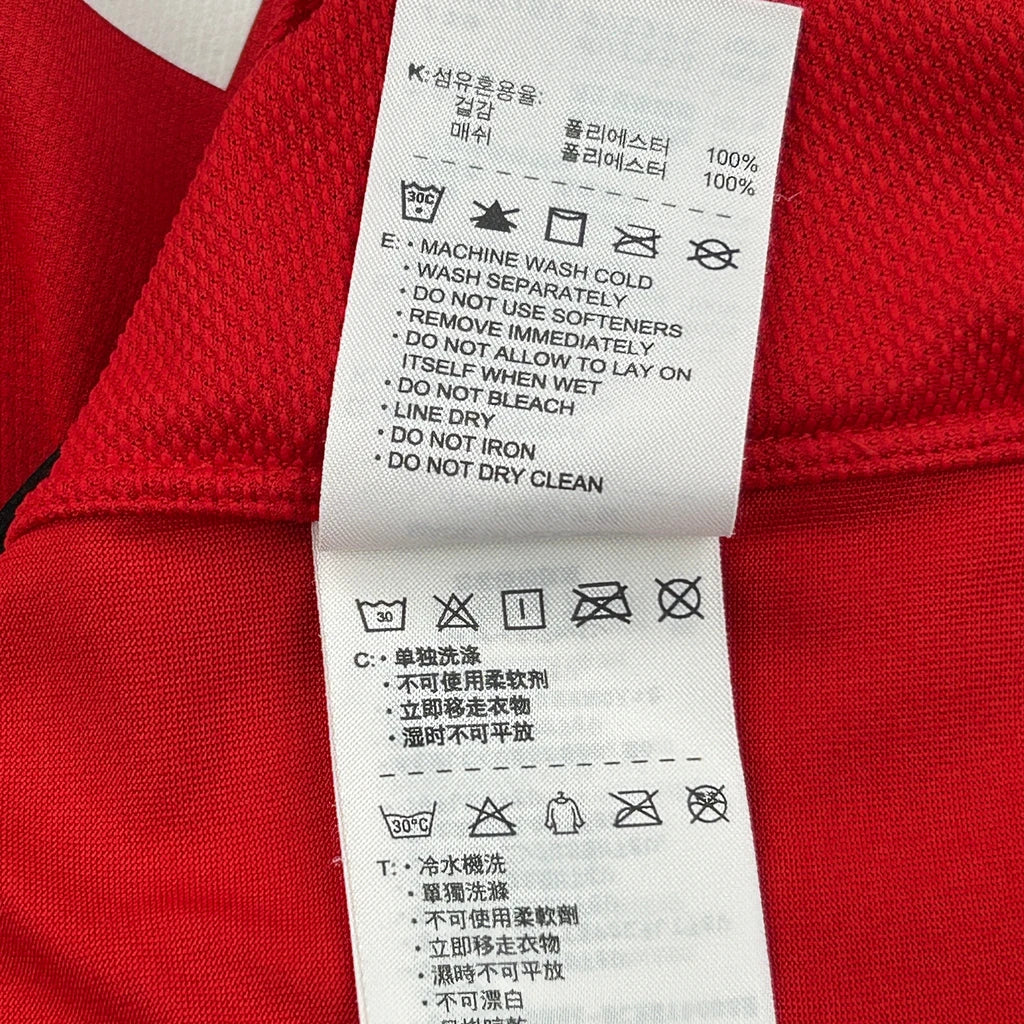 K: 섬유혼용율:
걸감 폴리에스터 100%
매쉬 폴리에스터 100%
30C
E: • MACHINE WASH COLD
• WASH SEPARATELY
• DO NOT USE SOFTENERS
• REMOVE IMMEDIATELY
• DO NOT ALLOW TO LAY ON
ITSELF WHEN WET
• DO NOT BLEACH
• LINE DRY
• DO NOT IRON
• DO NOT DRY CLEAN
30
C: • 单独洗涤
• 不可使用柔软剂
• 立即移走衣物
• 湿时不可平放
30°C
T: • 冷水機洗
• 單獨洗滌
• 不可使用柔軟劑
• 立即移走衣物
• 濕時不可平放
• 不可漂白